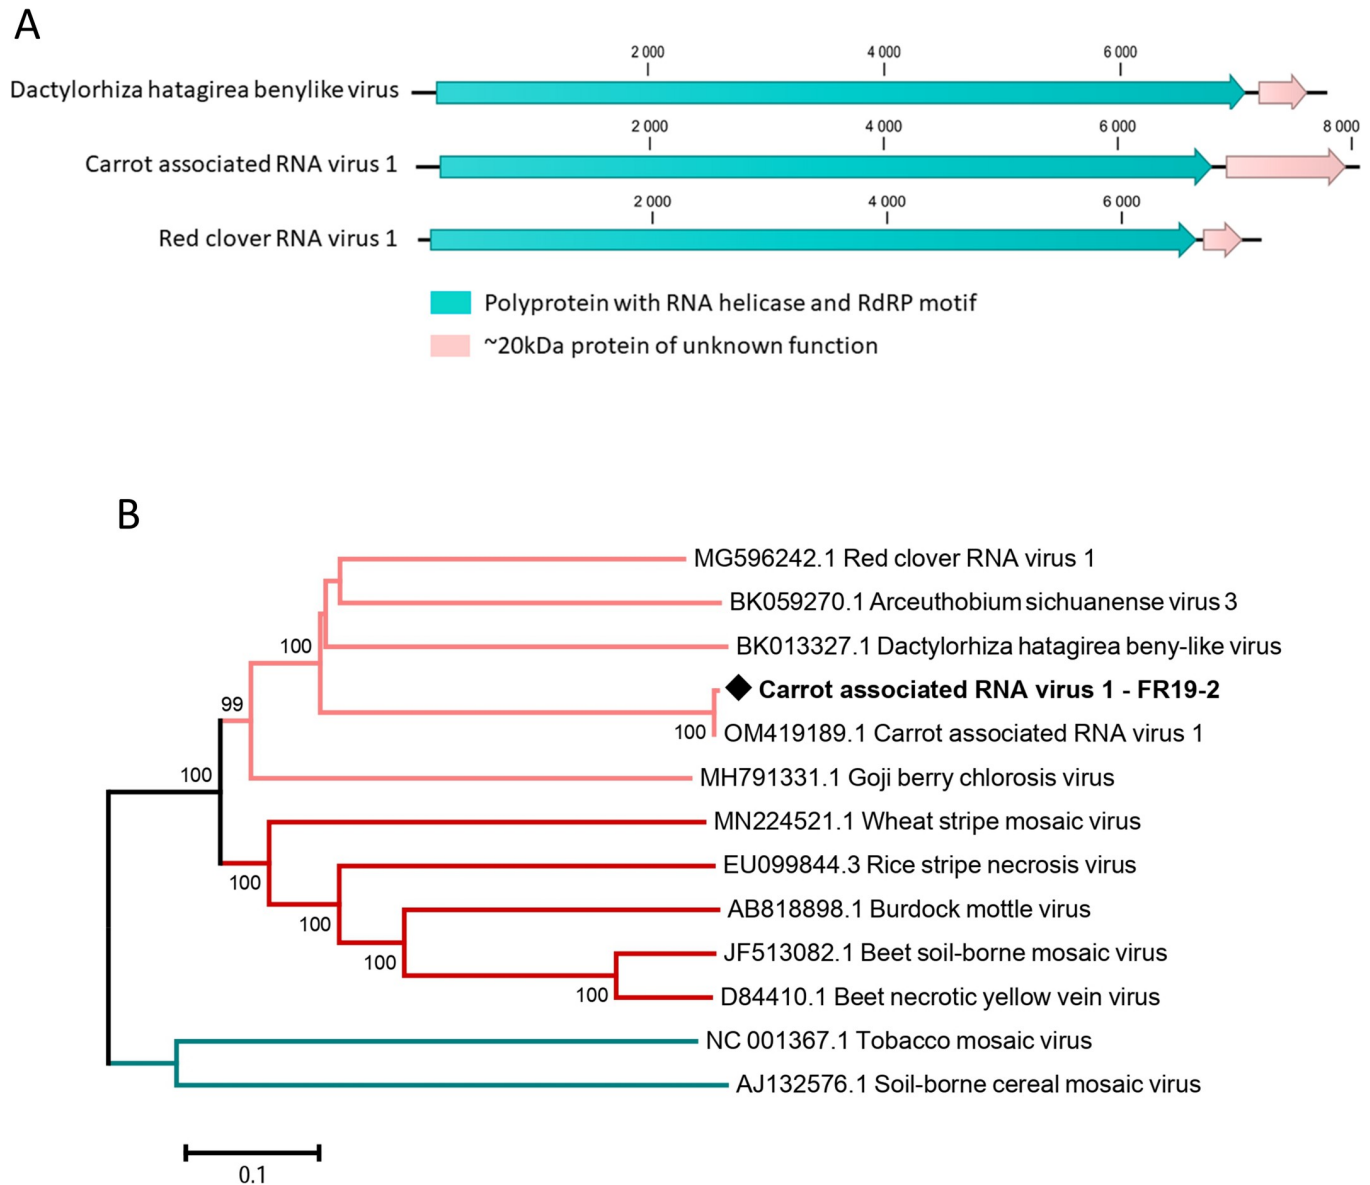 A
2 000 4 000 6 000
Dactylorhiza hatagirea benylike virus
2 000 4 000 6 000 8 000
Carrot associated RNA virus 1
2 000 4 000 6 000
Red clover RNA virus 1
Polyprotein with RNA helicase and RdRP motif
~20kDa protein of unknown function
B
MG596242.1 Red clover RNA virus 1
BK059270.1 Arceuthobium sichuanense virus 3
100 BK013327.1 Dactylorhiza hatagirea beny-like virus
Carrot associated RNA virus 1 - FR19-2
99
100 OM419189.1 Carrot associated RNA virus 1
100 MH791331.1 Goji berry chlorosis virus
MN224521.1 Wheat stripe mosaic virus
EU099844.3 Rice stripe necrosis virus
100
AB818898.1 Burdock mottle virus
100
JF513082.1 Beet soil-borne mosaic virus
100
100 D84410.1 Beet necrotic yellow vein virus
NC 001367.1 Tobacco mosaic virus
AJ132576.1 Soil-borne cereal mosaic virus
0.1